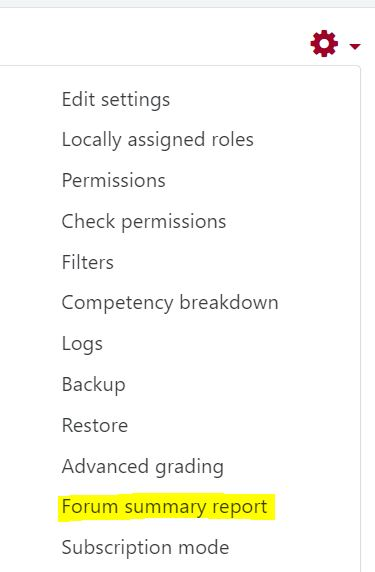 Edit settings
Locally assigned roles
Permissions
Check permissions
Filters
Competency breakdown
Logs
Backup
Restore
Advanced grading
Forum summary report
Subscription mode